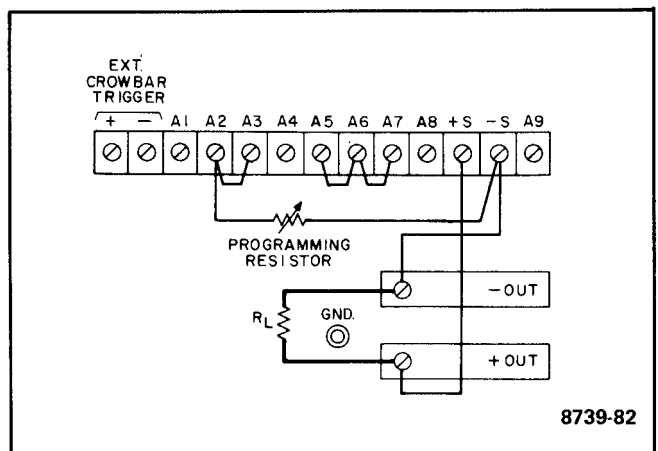 EXT.
CROWBAR
TRIGGER
+ – A1 A2 A3 A4 A5 A6 A7 A8 +S –S A9
PROGRAMMING
RESISTOR
– OUT
RL
GND.
+ OUT
8739-82